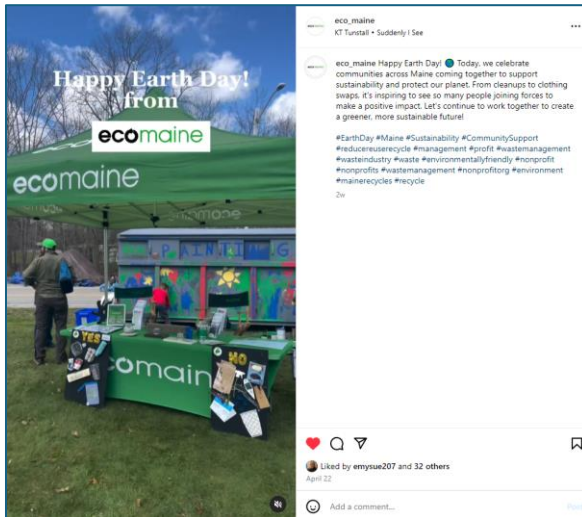 Happy Earth Day!
from
ecomaine
ecomaine
ecomaine
PAINTING
YES
NO
ecomain
eco_maine
KT Tunstall • Suddenly I See
eco_maine Happy Earth Day! 🌎 Today, we celebrate
communities across Maine coming together to support
sustainability and protect our planet. From cleanups to clothing
swaps, it's inspiring to see so many people joining forces to
make a positive impact. Let's continue to work together to create
a greener, more sustainable future!
#EarthDay #Maine #Sustainability #CommunitySupport
#reducereuserecycle #management #profit #wastemanagement
#wasteindustry #waste #environmentallyfriendly #nonprofit
#nonprofits #wastemanagement #nonprofitorg #environment
#mainerecycles #recycle
2w
Liked by emysue207 and 32 others
April 22
Add a comment...
Post